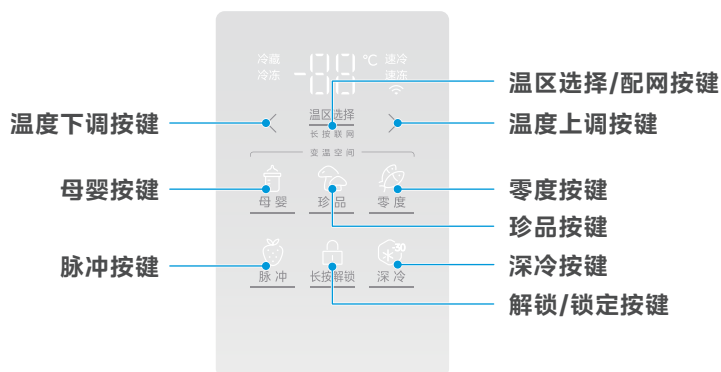 冷藏 -88 ℃ 速冷
冷冻 速冻
温区选择/配网按键
温度下调按键
温区选择
长按联网
温度上调按键
变温空间
母婴按键
母婴 珍品 零度
零度按键
珍品按键
脉冲按键
-30
脉冲 长按解锁 深冷
深冷按键
解锁/锁定按键